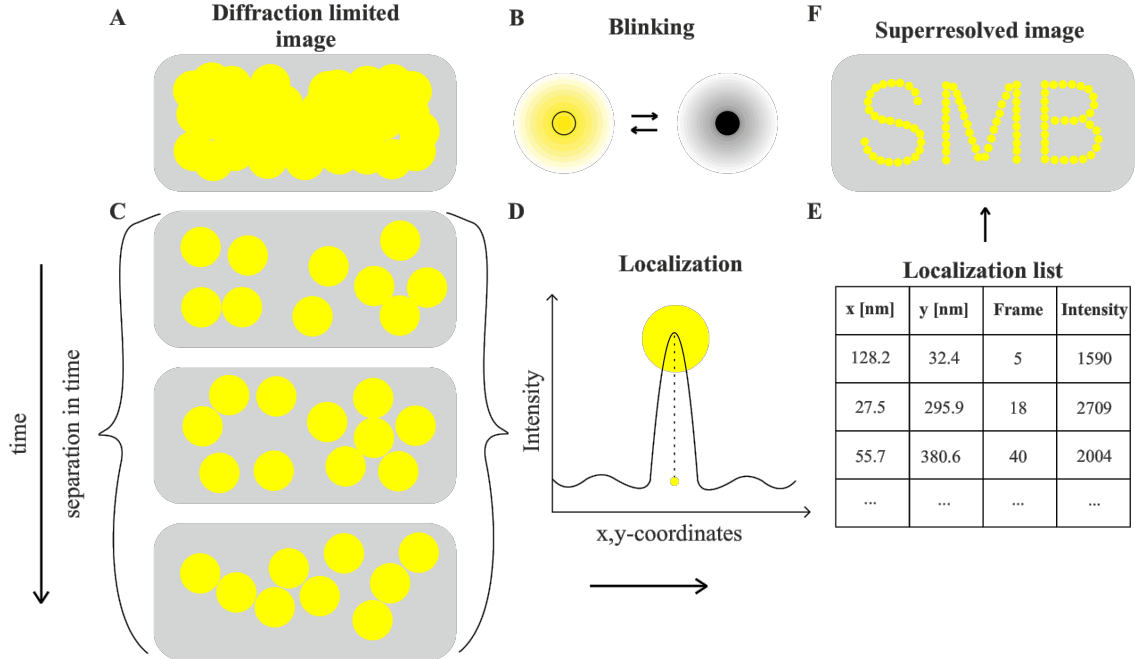 A
Diffraction limited
image
B
Blinking
F
Superresolved image
SMB
C
time
separation in time
D
Localization
Intensity
x,y-coordinates
E
Localization list
x [nm] y [nm] Frame Intensity
128.2 32.4 5 1590
27.5 295.9 18 2709
55.7 380.6 40 2004
... ... ... ...